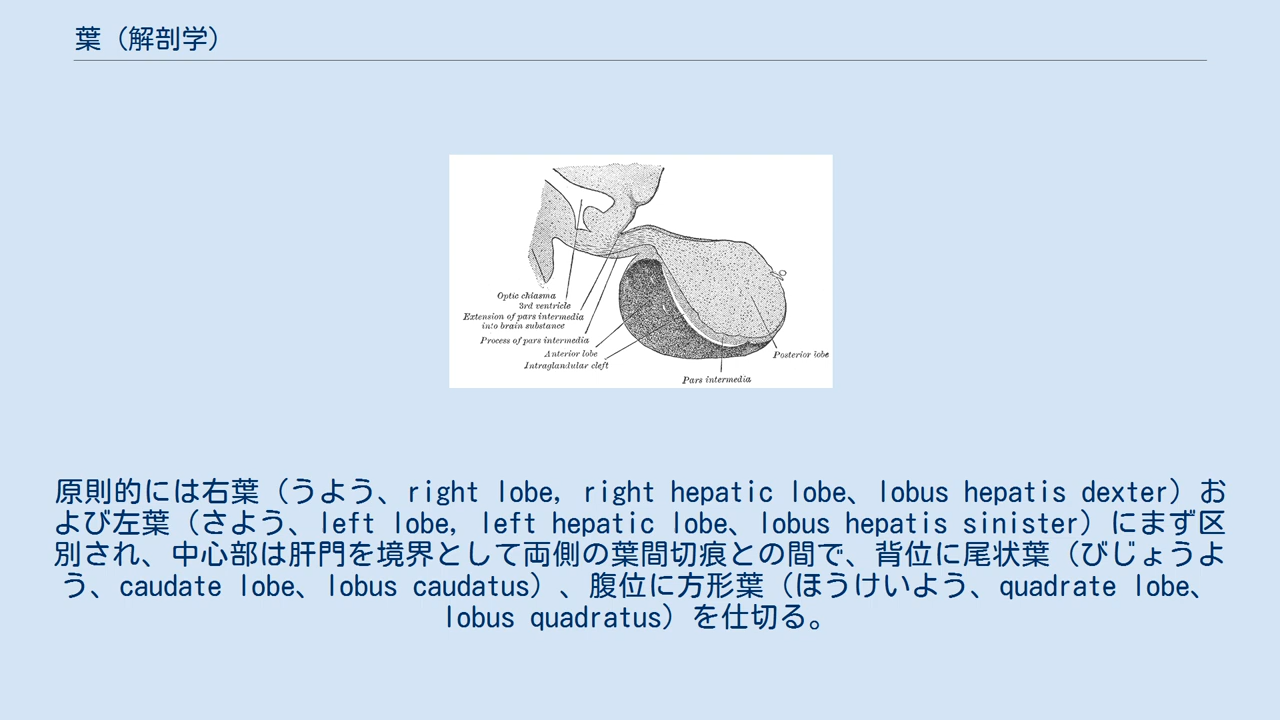 葉（解剖学）
Optic chiasma
3rd ventricle
Extension of pars intermedia
into brain substance
Process of pars intermedia
Anterior lobe
Intraglandular cleft
Posterior lobe
Pars intermedia
原則的には右葉（うよう、right lobe, right hepatic lobe、lobus hepatis dexter）お
よび左葉（さよう、left lobe, left hepatic lobe、lobus hepatis sinister）にまず区
別され、中心部は肝門を境界として両側の葉間切痕との間で、背位に尾状葉（びじょうよ
う、caudate lobe、lobus caudatus）、腹位に方形葉（ほうけいよう、quadrate lobe、
lobus quadratus）を仕切る。